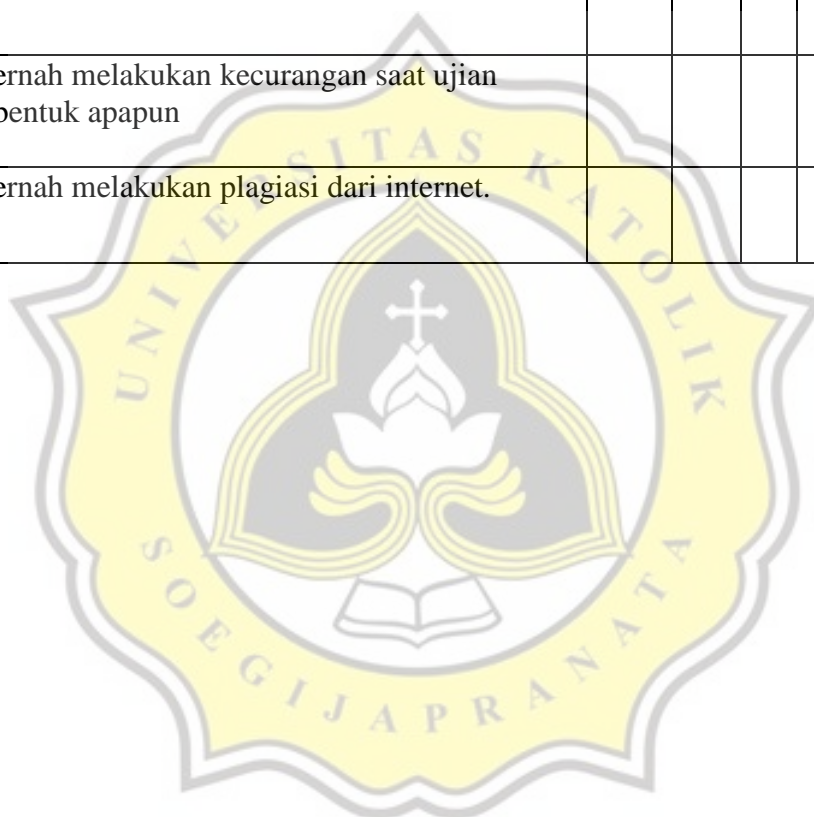 ernah melakukan kecurangan saat ujian
bentuk apapun
ernah melakukan plagiasi dari internet.
UNIVERSITAS KATOLIK
SOEGIJAPRANATA